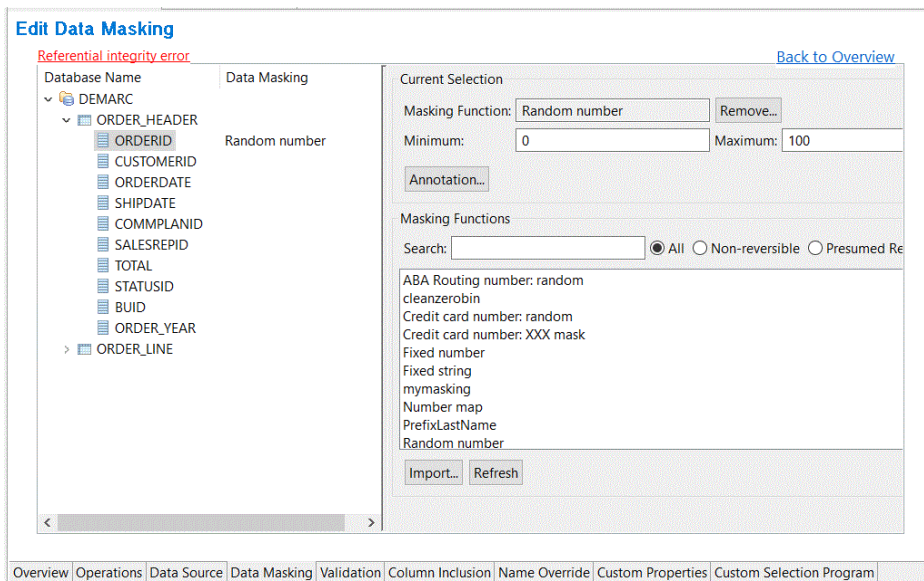 Edit Data Masking
Referential integrity error
Back to Overview
Database Name Data Masking
DEMARC
ORDER_HEADER
ORDERID Random number
CUSTOMERID
ORDERDATE
SHIPDATE
COMMPLANID
SALESREPID
TOTAL
STATUSID
BUID
ORDER_YEAR
ORDER_LINE
Current Selection
Masking Function: Random number Remove...
Minimum: 0 Maximum: 100
Annotation...
Masking Functions
Search: All Non-reversible Presumed Re
ABA Routing number: random
cleanzerobin
Credit card number: random
Credit card number: XXX mask
Fixed number
Fixed string
mymasking
Number map
PrefixLastName
Random number
Import... Refresh
Overview Operations Data Source Data Masking Validation Column Inclusion Name Override Custom Properties Custom Selection Program